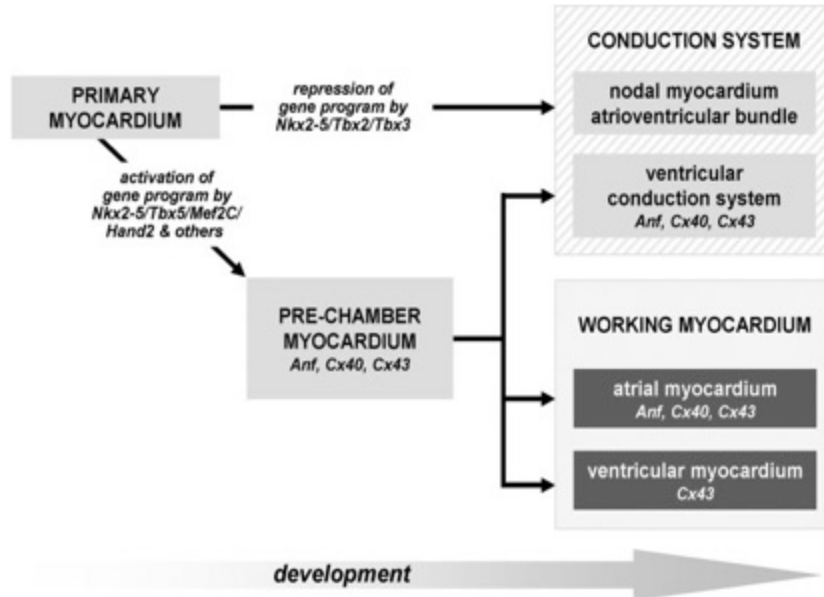 PRIMARY
MYOCARDIUM
repression of
gene program by
Nkx2-5/Tbx2/Tbx3
activation of
gene program by
Nkx2-5/Tbx5/Mef2C/
Hand2 & others
PRE-CHAMBER
MYOCARDIUM
Anf, Cx40, Cx43
CONDUCTION SYSTEM
nodal myocardium
atrioventricular bundle
ventricular
conduction system
Anf, Cx40, Cx43
WORKING MYOCARDIUM
atrial myocardium
Anf, Cx40, Cx43
ventricular myocardium
Cx43
development